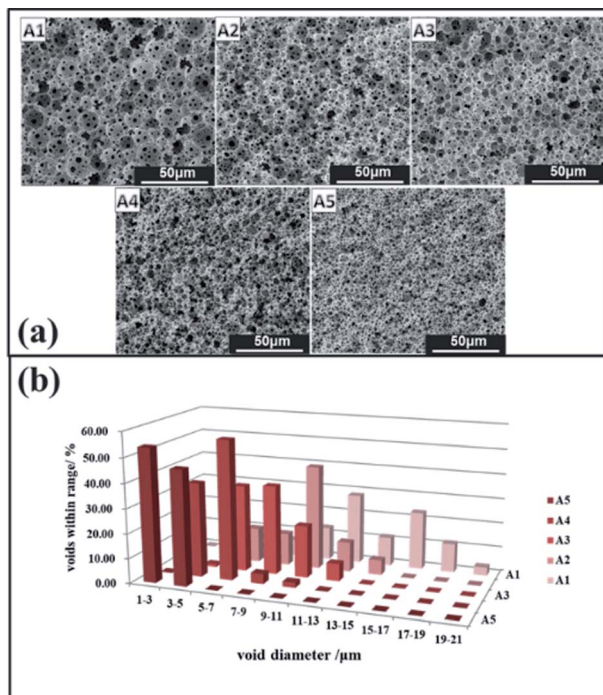 A1
A2
A3
50µm
50µm
50µm
A4
A5
50µm
50µm
(a)
(b)
60.00
50.00
40.00
30.00
20.00
10.00
0.00
voids within range/ %
1-3
3-5
5-7
7-9
9-11
11-13
13-15
15-17
17-19
19-21
void diameter /µm
A1
A3
A5
A5
A4
A3
A2
A1